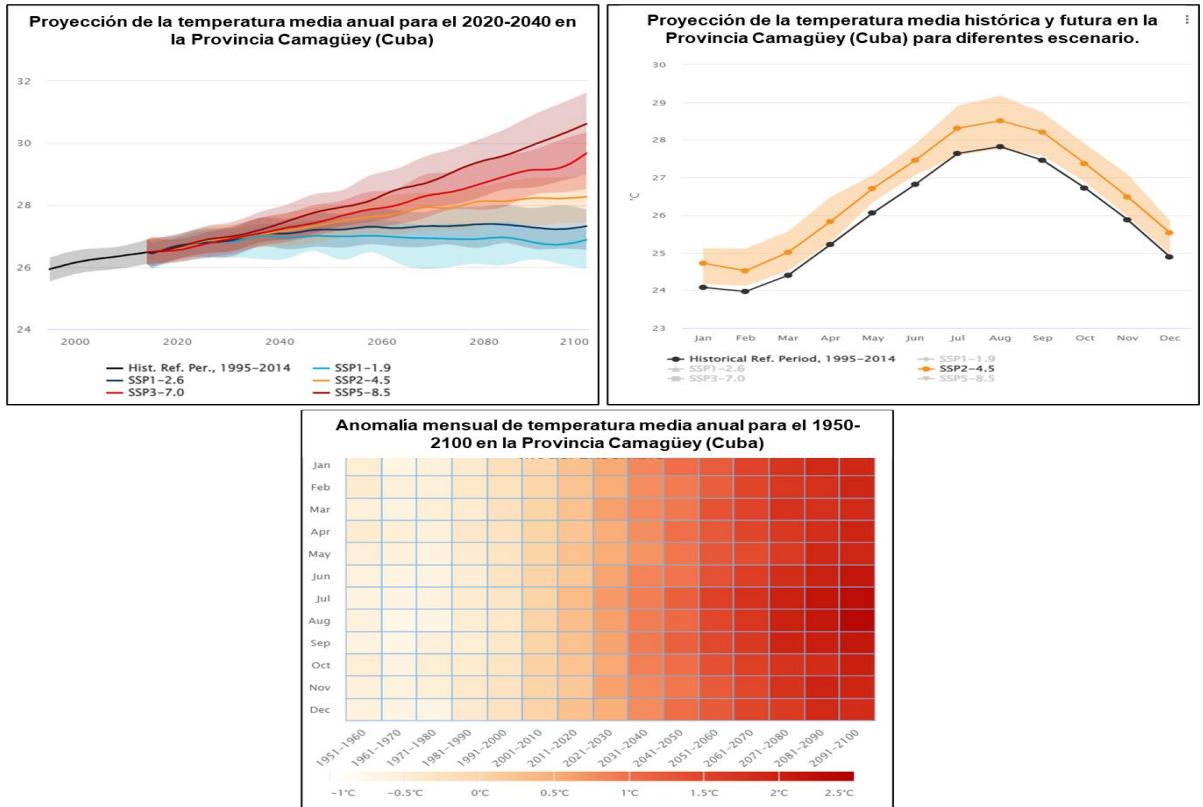 Proyección de la temperatura media anual para el 2020-2040 en
la Provincia Camagüey (Cuba)
32
30
28
26
24
2000
2020
2040
2060
2080
2100
Hist. Ref. Per., 1995–2014
SSP1–1.9
SSP1–2.6
SSP2–4.5
SSP3–7.0
SSP5–8.5
Proyección de la temperatura media histórica y futura en la
Provincia Camagüey (Cuba) para diferentes escenario.
30
29
28
27
26
25
24
23
°C
Jan
Feb
Mar
Apr
May
Jun
Jul
Aug
Sep
Oct
Nov
Dec
Historical Ref. Period, 1995–2014
SSP1–1.9
SSP1–2.6
SSP2–4.5
SSP3–7.0
SSP5–8.5
Anomalía mensual de temperatura media anual para el 1950-
2100 en la Provincia Camagüey (Cuba)
Jan
Feb
Mar
Apr
May
Jun
Jul
Aug
Sep
Oct
Nov
Dec
1951–1960
1961–1970
1971–1980
1981–1990
1991–2000
2001–2010
2011–2020
2021–2030
2031–2040
2041–2050
2051–2060
2061–2070
2071–2080
2081–2090
2091–2100
−1°C
−0.5°C
0°C
0.5°C
1°C
1.5°C
2°C
2.5°C